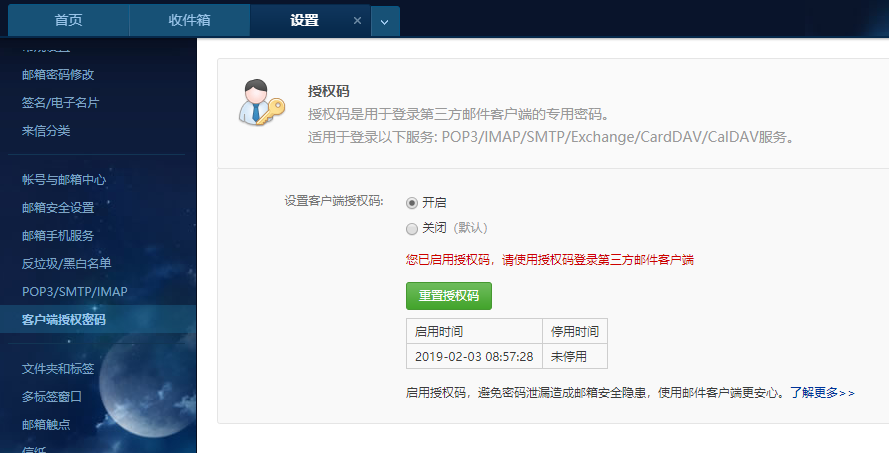 首页
收件箱
设置
邮箱密码修改
签名/电子名片
来信分类
帐号与邮箱中心
邮箱安全设置
邮箱手机服务
反垃圾/黑白名单
POP3/SMTP/IMAP
客户端授权密码
文件夹和标签
多标签窗口
邮箱触点
信纸
授权码
授权码是用于登录第三方邮件客户端的专用密码。
适用于登录以下服务: POP3/IMAP/SMTP/Exchange/CardDAV/CalDAV服务。
设置客户端授权码:
开启
关闭（默认）
您已启用授权码，请使用授权码登录第三方邮件客户端
重置授权码
启用时间 停用时间
2019-02-03 08:57:28 未停用
启用授权码，避免密码泄漏造成邮箱安全隐患，使用邮件客户端更安心。了解更多>>